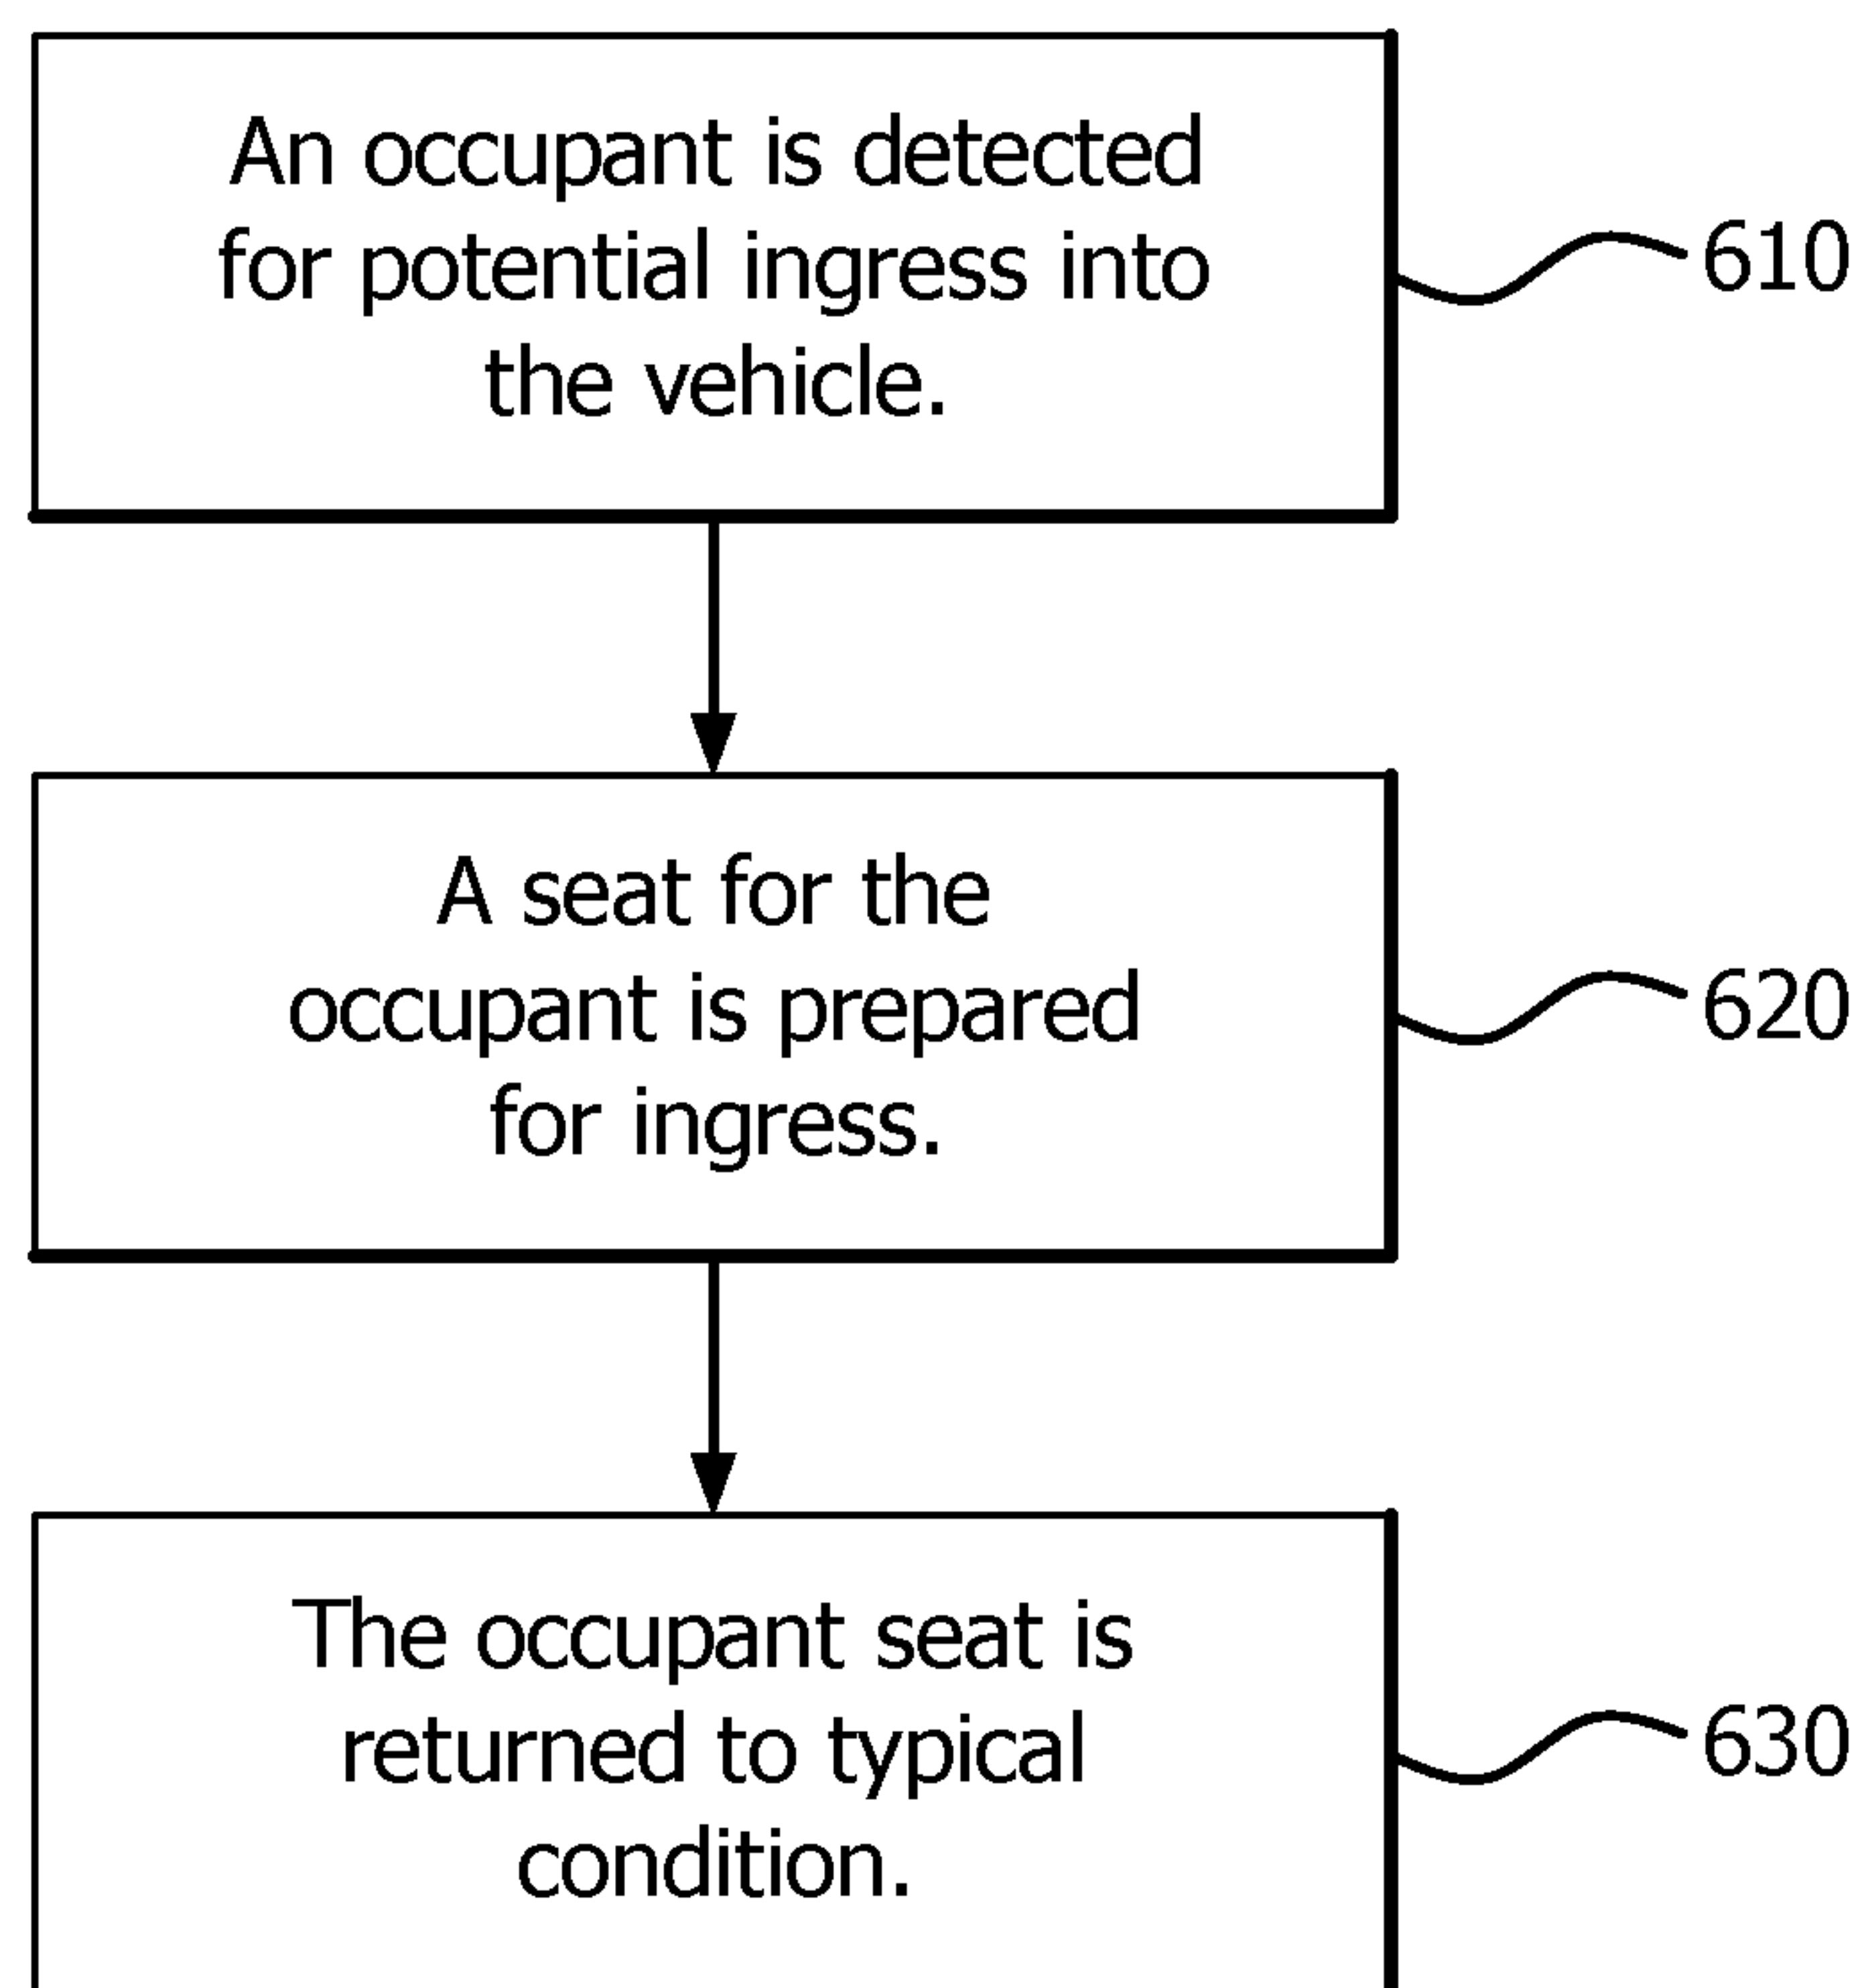 An occupant is detected
for potential ingress into
the vehicle.
610
A seat for the
occupant is prepared
for ingress.
620
The occupant seat is
returned to typical
condition.
630